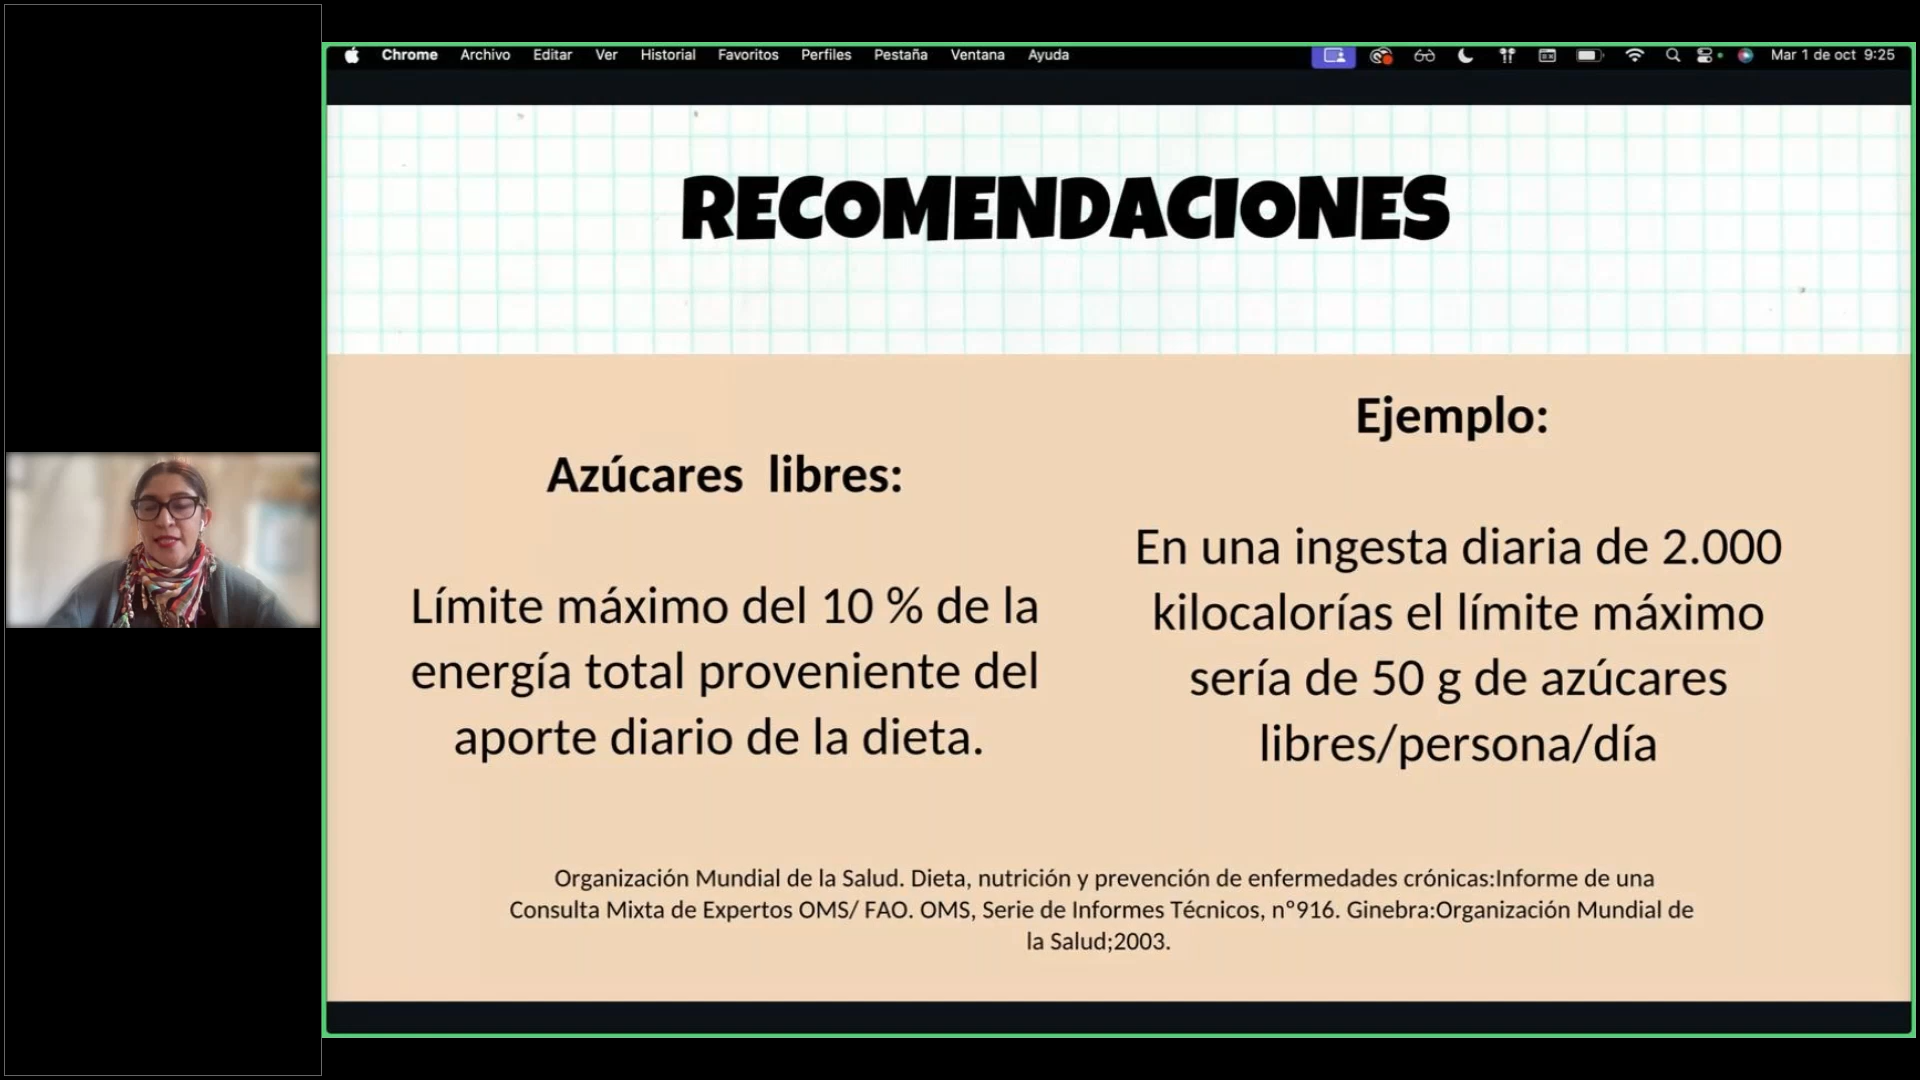 Chrome Archivo Editar Ver Historial Favoritos Perfiles Pestaña Ventana Ayuda Mar 1 de oct 9:25
RECOMENDACIONES
Azúcares libres:
Límite máximo del 10 % de la
energía total proveniente del
aporte diario de la dieta.
Ejemplo:
En una ingesta diaria de 2.000
kilocalorías el límite máximo
sería de 50 g de azúcares
libres/persona/día
Organización Mundial de la Salud. Dieta, nutrición y prevención de enfermedades crónicas:Informe de una
Consulta Mixta de Expertos OMS/ FAO. OMS, Serie de Informes Técnicos, nº916. Ginebra:Organización Mundial de
la Salud;2003.